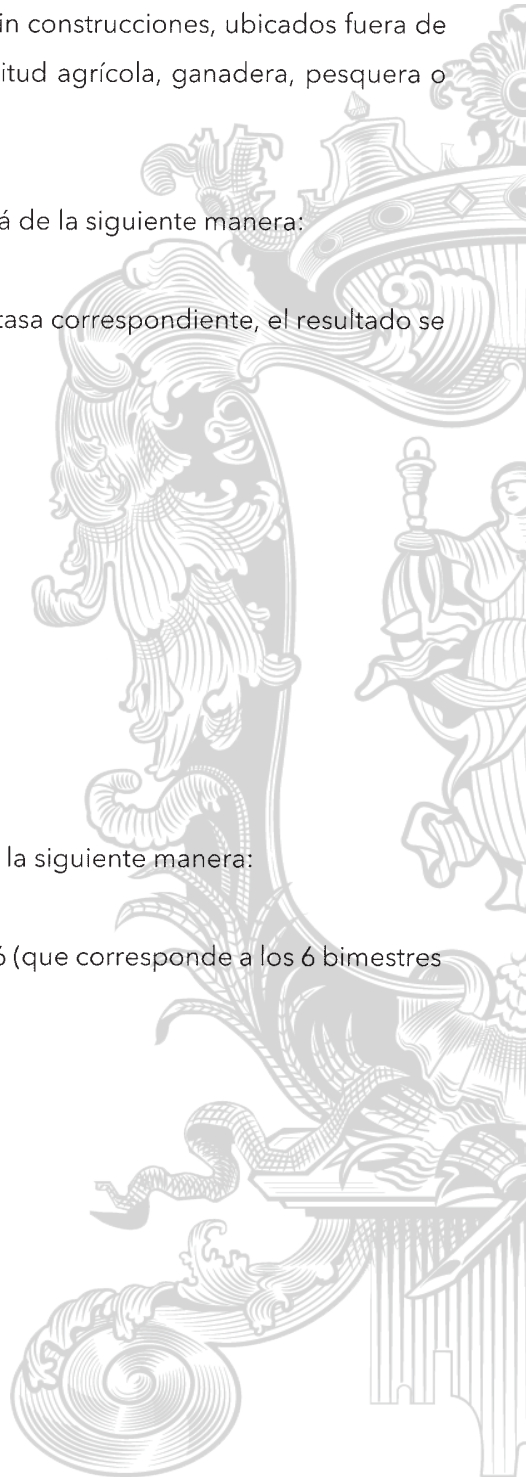 in construcciones, ubicados fuera de
itud agrícola, ganadera, pesquera o
á de la siguiente manera:
tasa correspondiente, el resultado se
la siguiente manera:
6 (que corresponde a los 6 bimestres